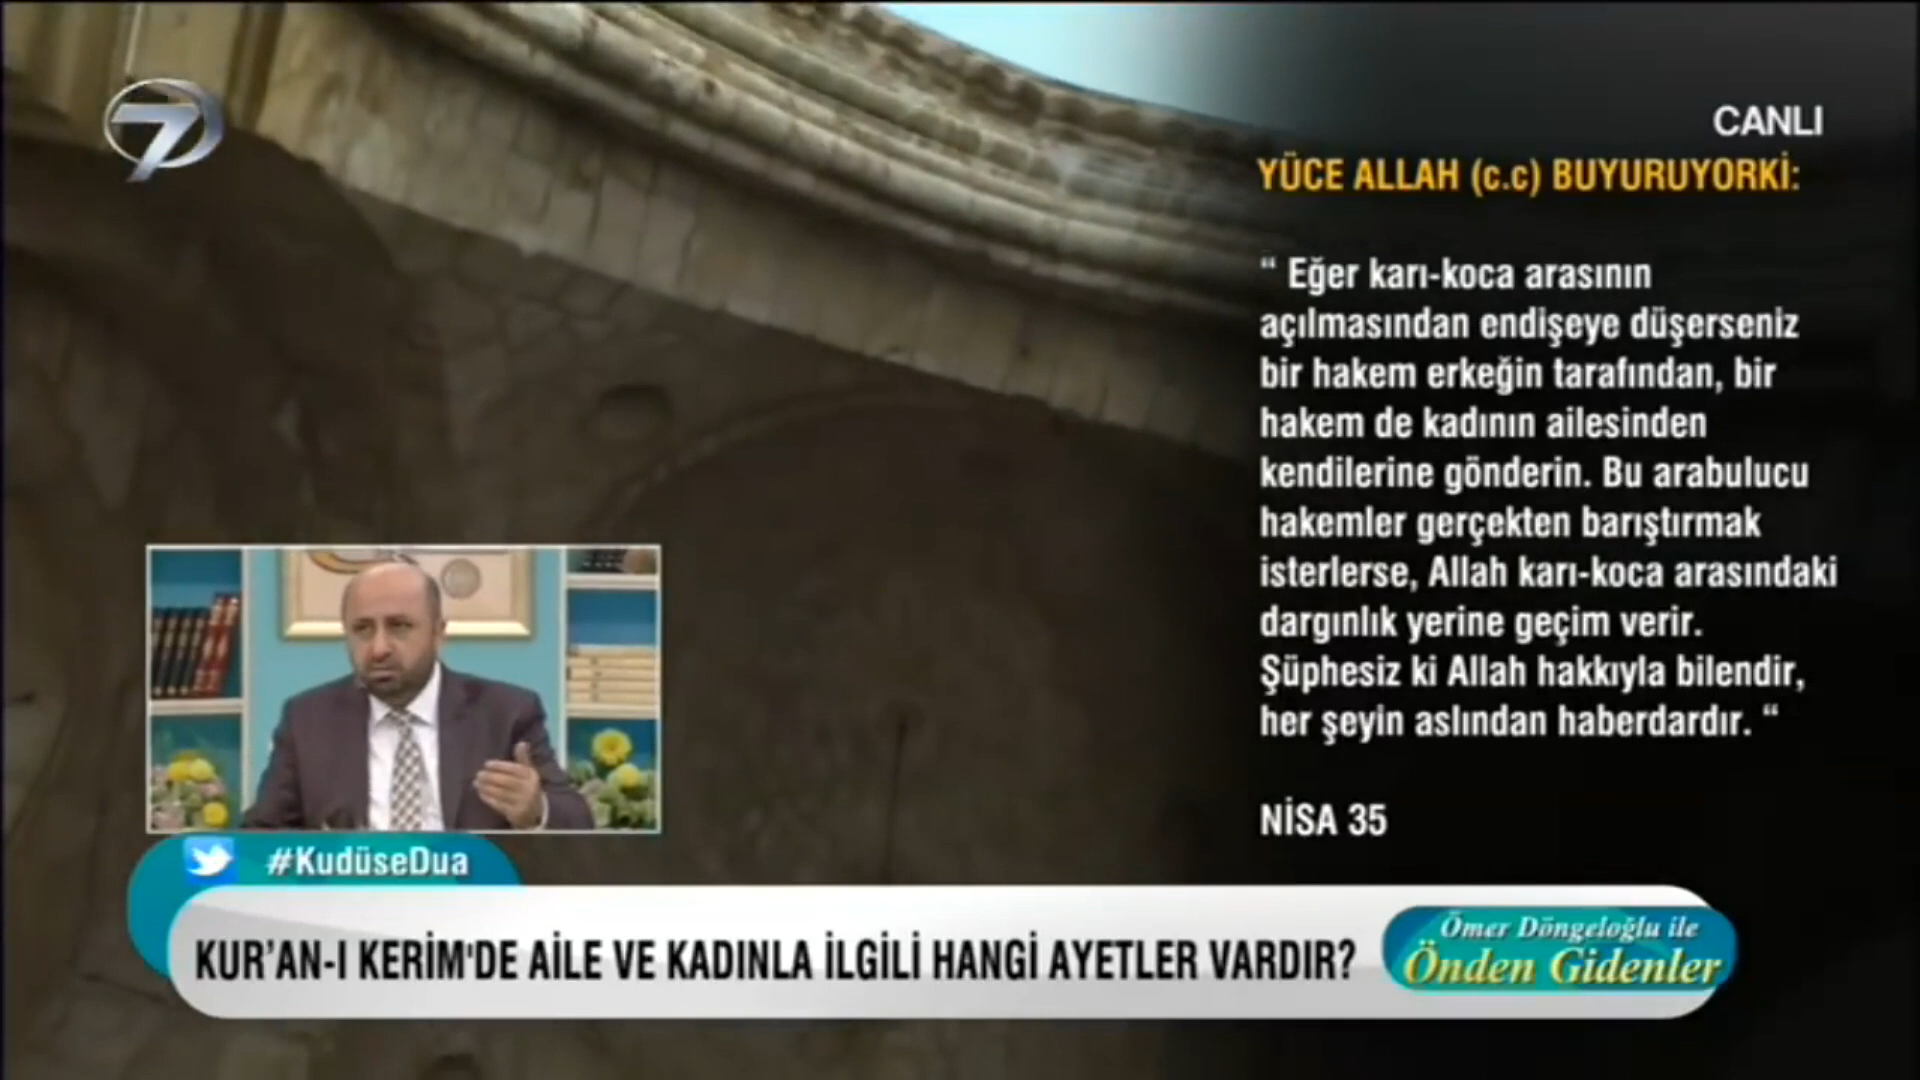 7
CANLI
YÜCE ALLAH (c.c) BUYURUYORKİ:
“ Eğer karı-koca arasının
açılmasından endişeye düşerseniz
bir hakem erkeğin tarafından, bir
hakem de kadının ailesinden
kendilerine gönderin. Bu arabulucu
hakemler gerçekten barıştırmak
isterlerse, Allah karı-koca arasındaki
dargınlık yerine geçim verir.
Şüphesiz ki Allah hakkıyla bilendir,
her şeyin aslından haberdardır. “
NİSA 35
#KudüseDua
KUR’AN-I KERİM'DE AİLE VE KADINLA İLGİLİ HANGİ AYETLER VARDIR?
Ömer Döngeloğlu ile
Önden Gidenler